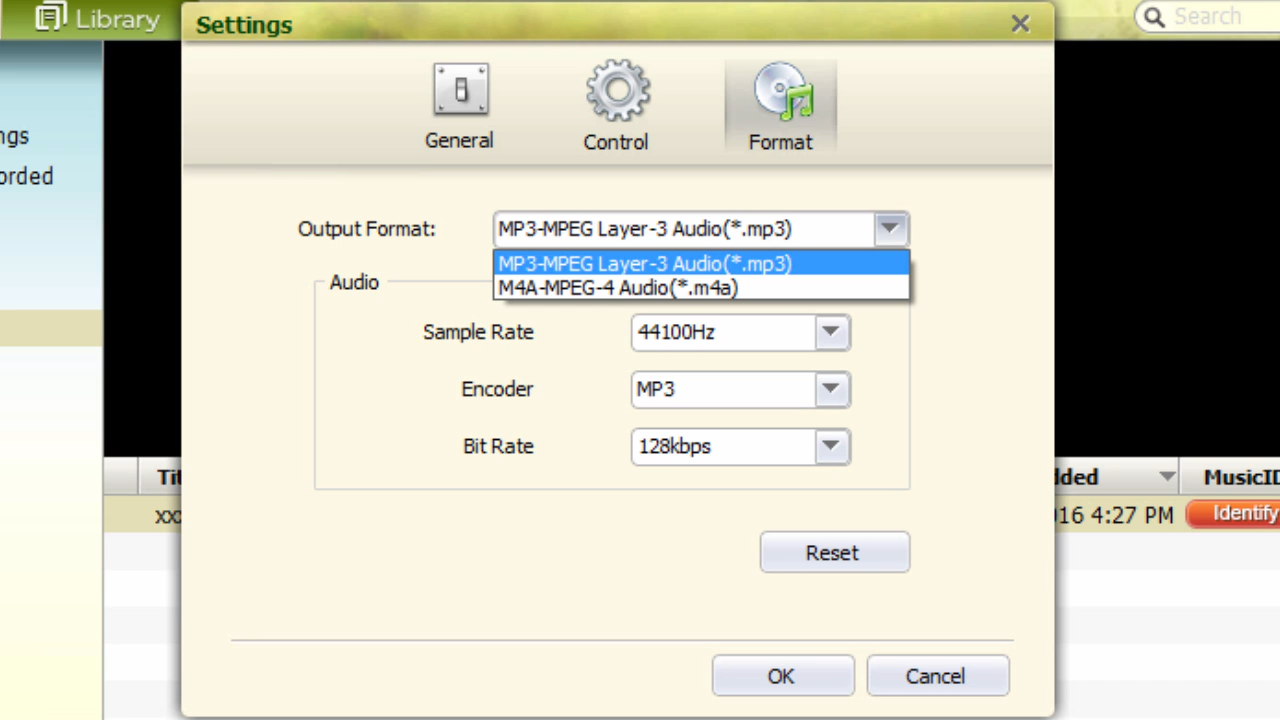 Library
Settings
Search
General
Control
Format
Output Format:
MP3-MPEG Layer-3 Audio(*.mp3)
MP3-MPEG Layer-3 Audio(*.mp3)
M4A-MPEG-4 Audio(*.m4a)
Audio
Sample Rate
44100Hz
Encoder
MP3
Bit Rate
128kbps
Reset
OK
Cancel
ngs
orded
Tit
dded
MusicID
xxx
016 4:27 PM
Identify